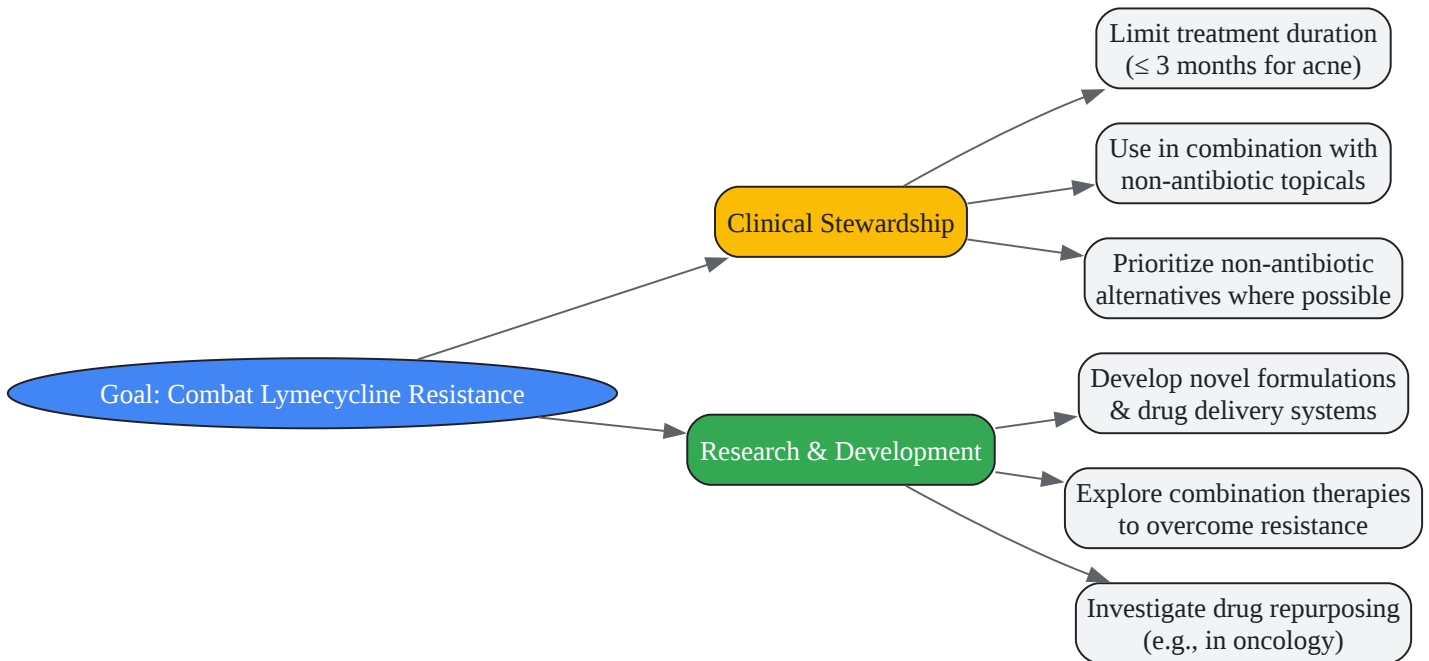 Goal: Combat Lymecycline Resistance
Clinical Stewardship
Limit treatment duration
(≤ 3 months for acne)
Use in combination with
non-antibiotic topicals
Prioritize non-antibiotic
alternatives where possible
Research & Development
Develop novel formulations
& drug delivery systems
Explore combination therapies
to overcome resistance
Investigate drug repurposing
(e.g., in oncology)